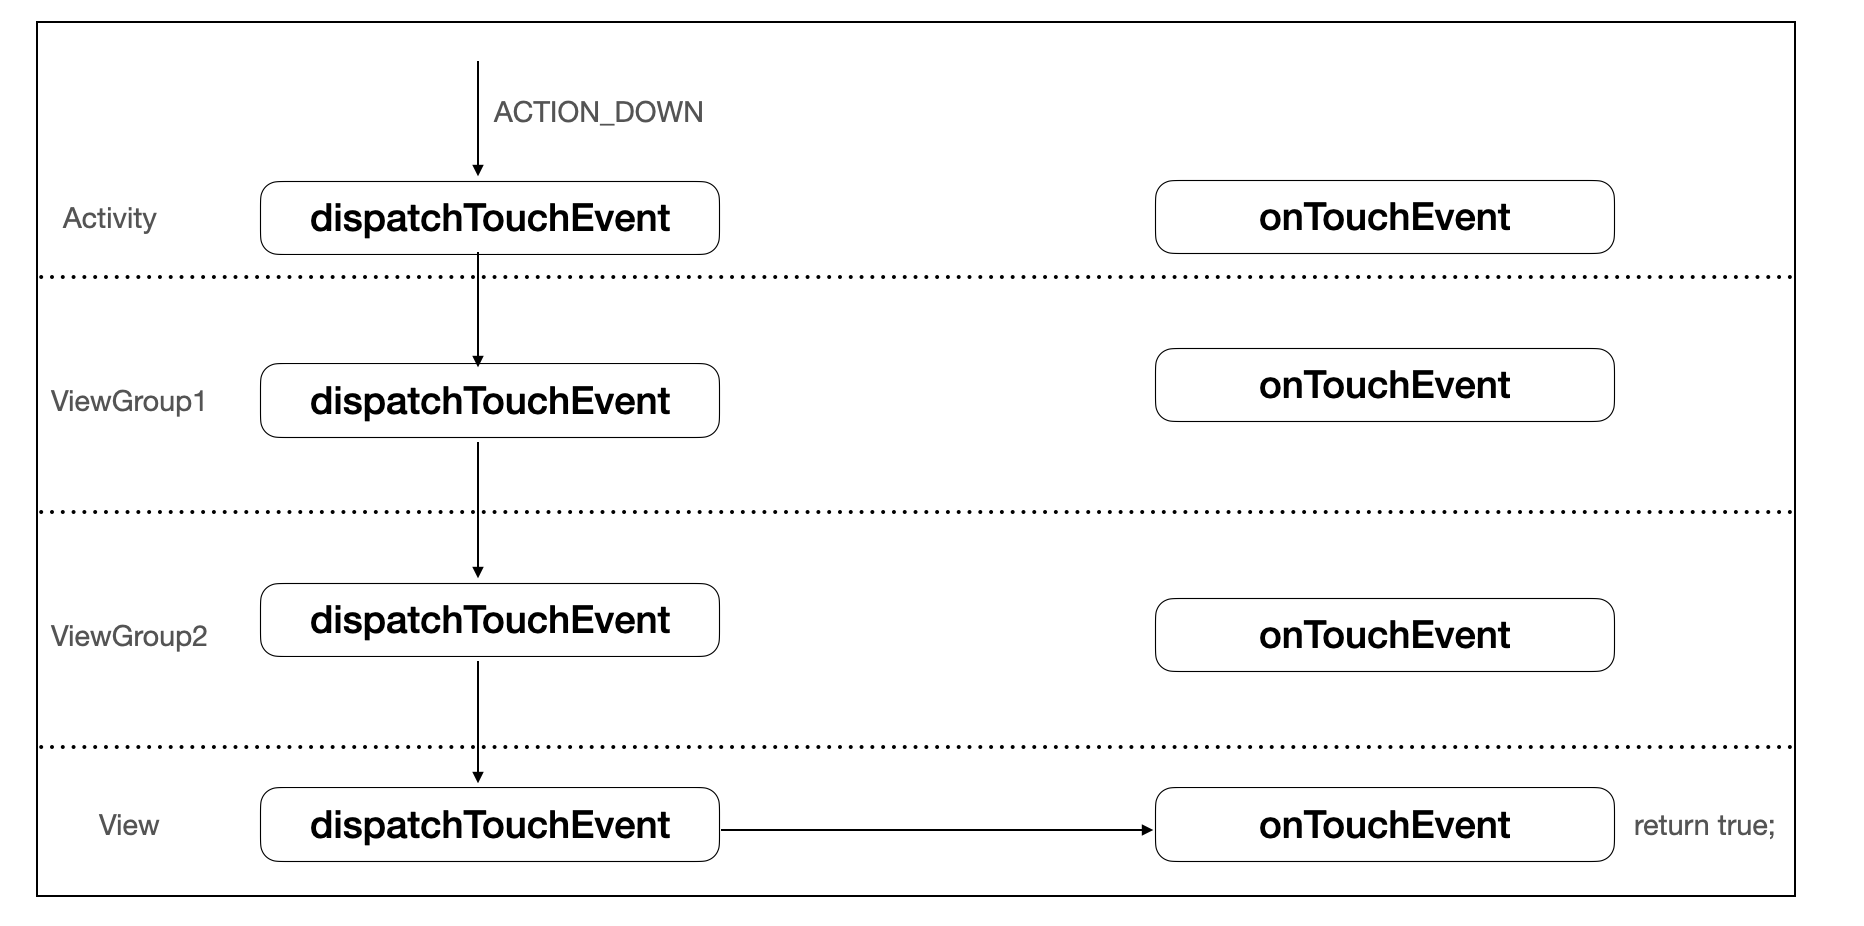 ACTION_DOWN
Activity
dispatchTouchEvent
onTouchEvent
ViewGroup1
dispatchTouchEvent
onTouchEvent
ViewGroup2
dispatchTouchEvent
onTouchEvent
View
dispatchTouchEvent
onTouchEvent
return true;